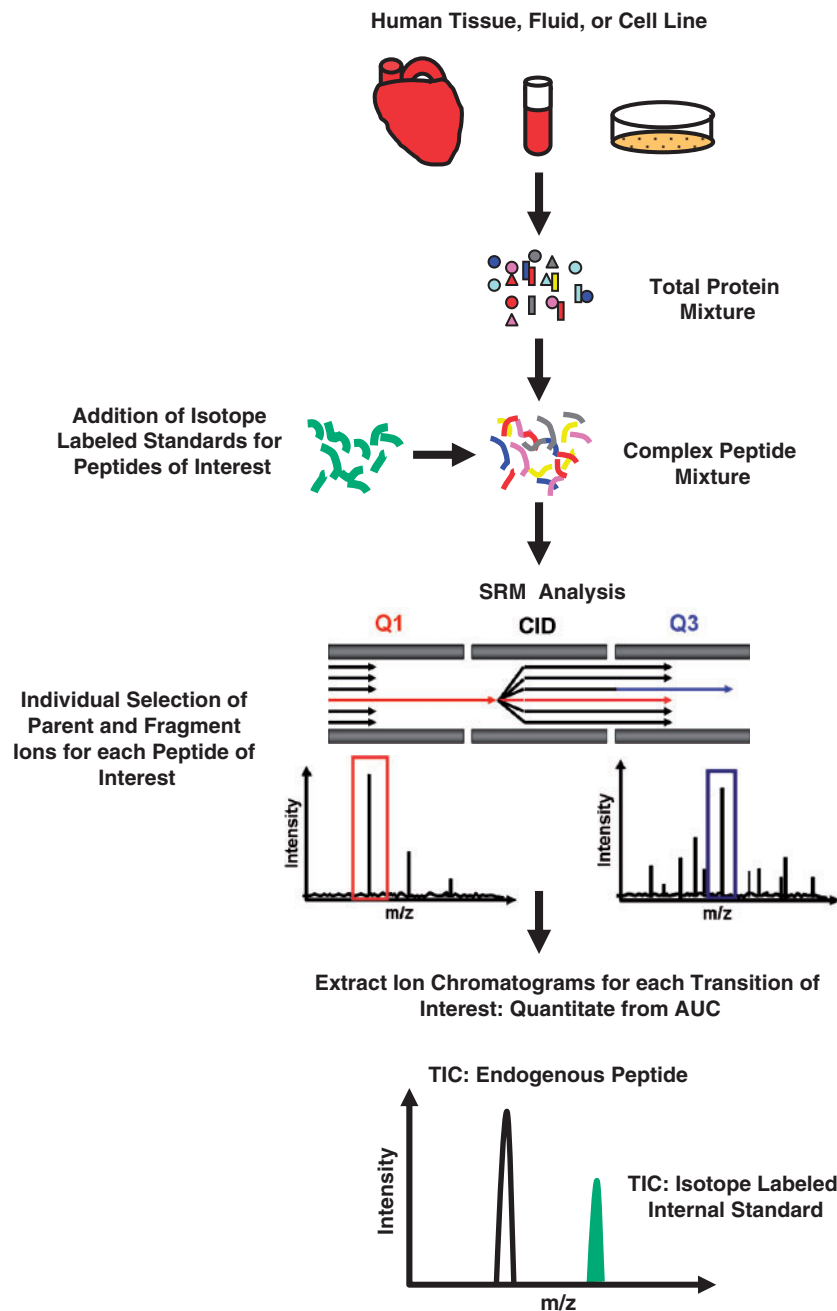 Human Tissue, Fluid, or Cell Line
Total Protein
Mixture
Addition of Isotope
Labeled Standards for
Peptides of Interest
Complex Peptide
Mixture
SRM Analysis
Q1
CID
Q3
Individual Selection of
Parent and Fragment
Ions for each Peptide of
Interest
Intensity
m/z
Intensity
m/z
Extract Ion Chromatograms for each Transition of
Interest: Quantitate from AUC
TIC: Endogenous Peptide
Intensity
TIC: Isotope Labeled
Internal Standard
m/z